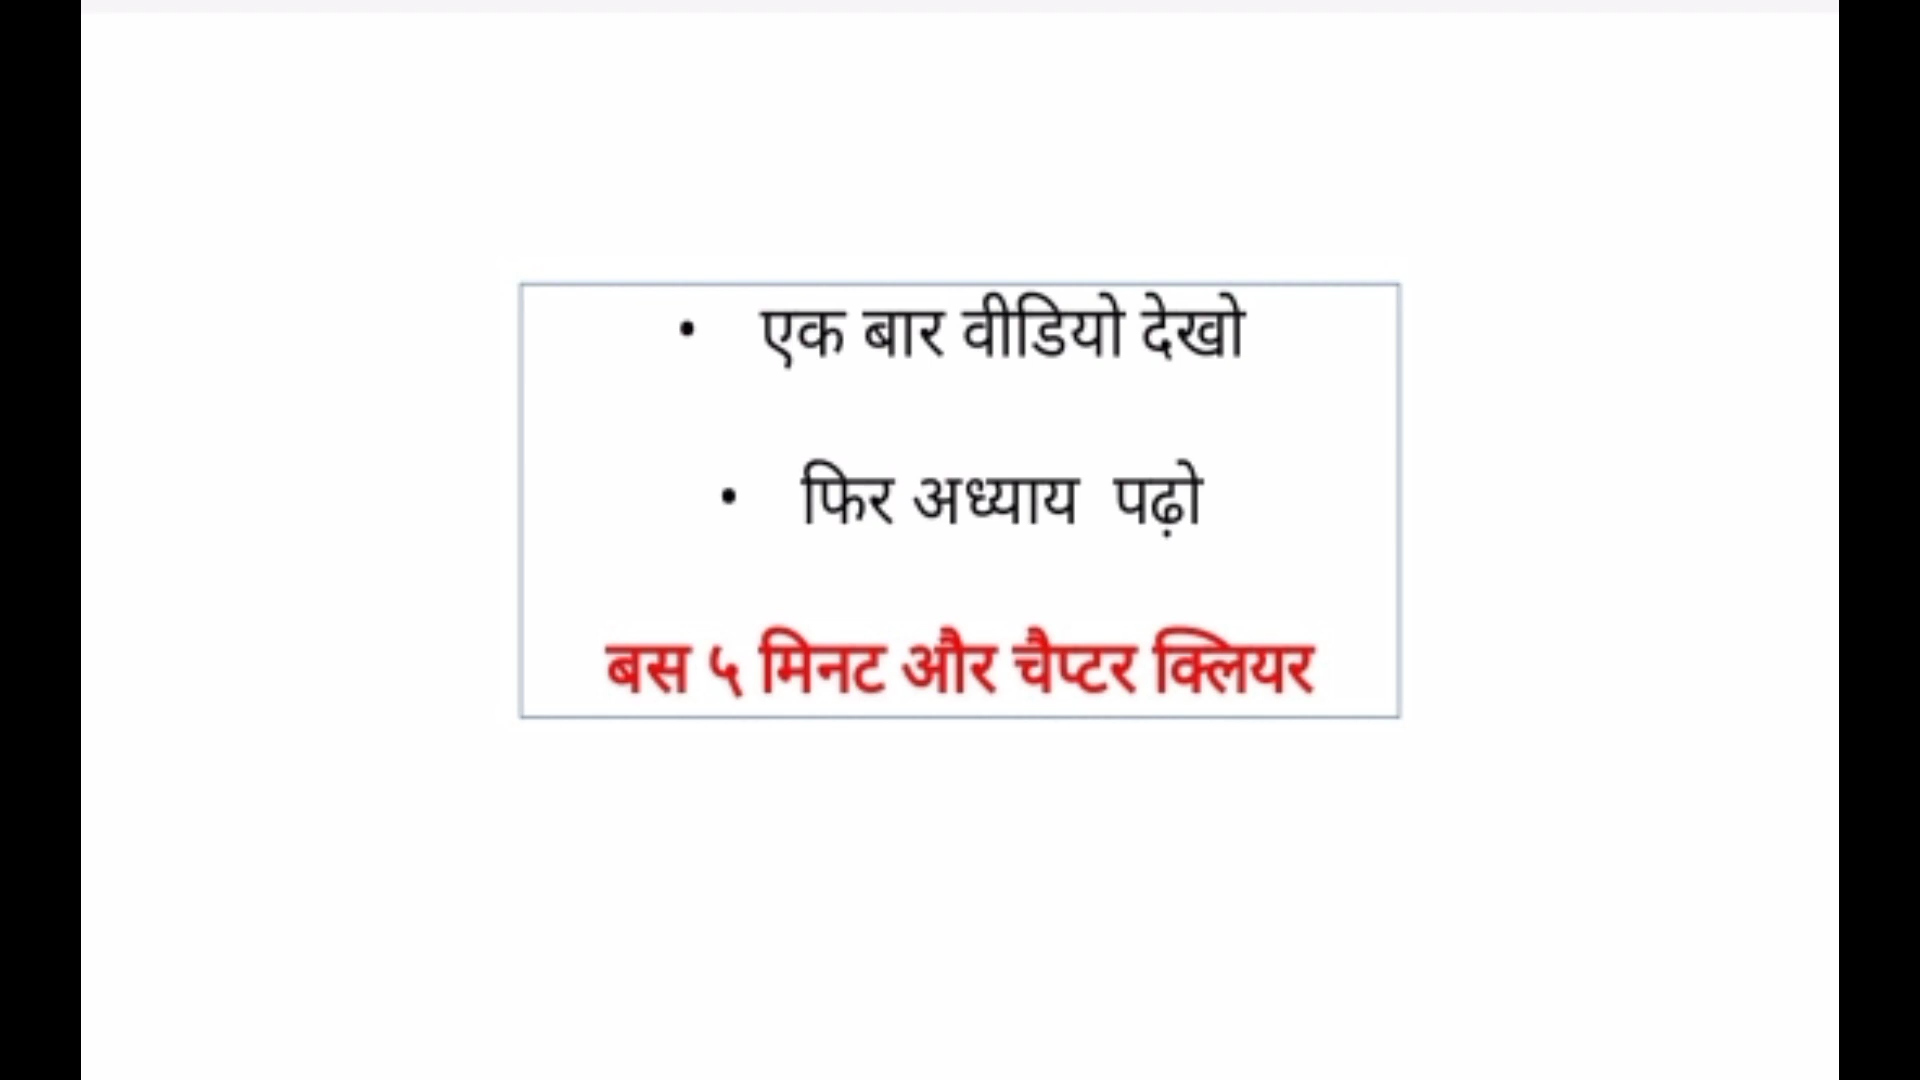 • एक बार वीडियो देखो
• फिर अध्याय पढ़ो
बस ५ मिनट और चैप्टर क्लियर